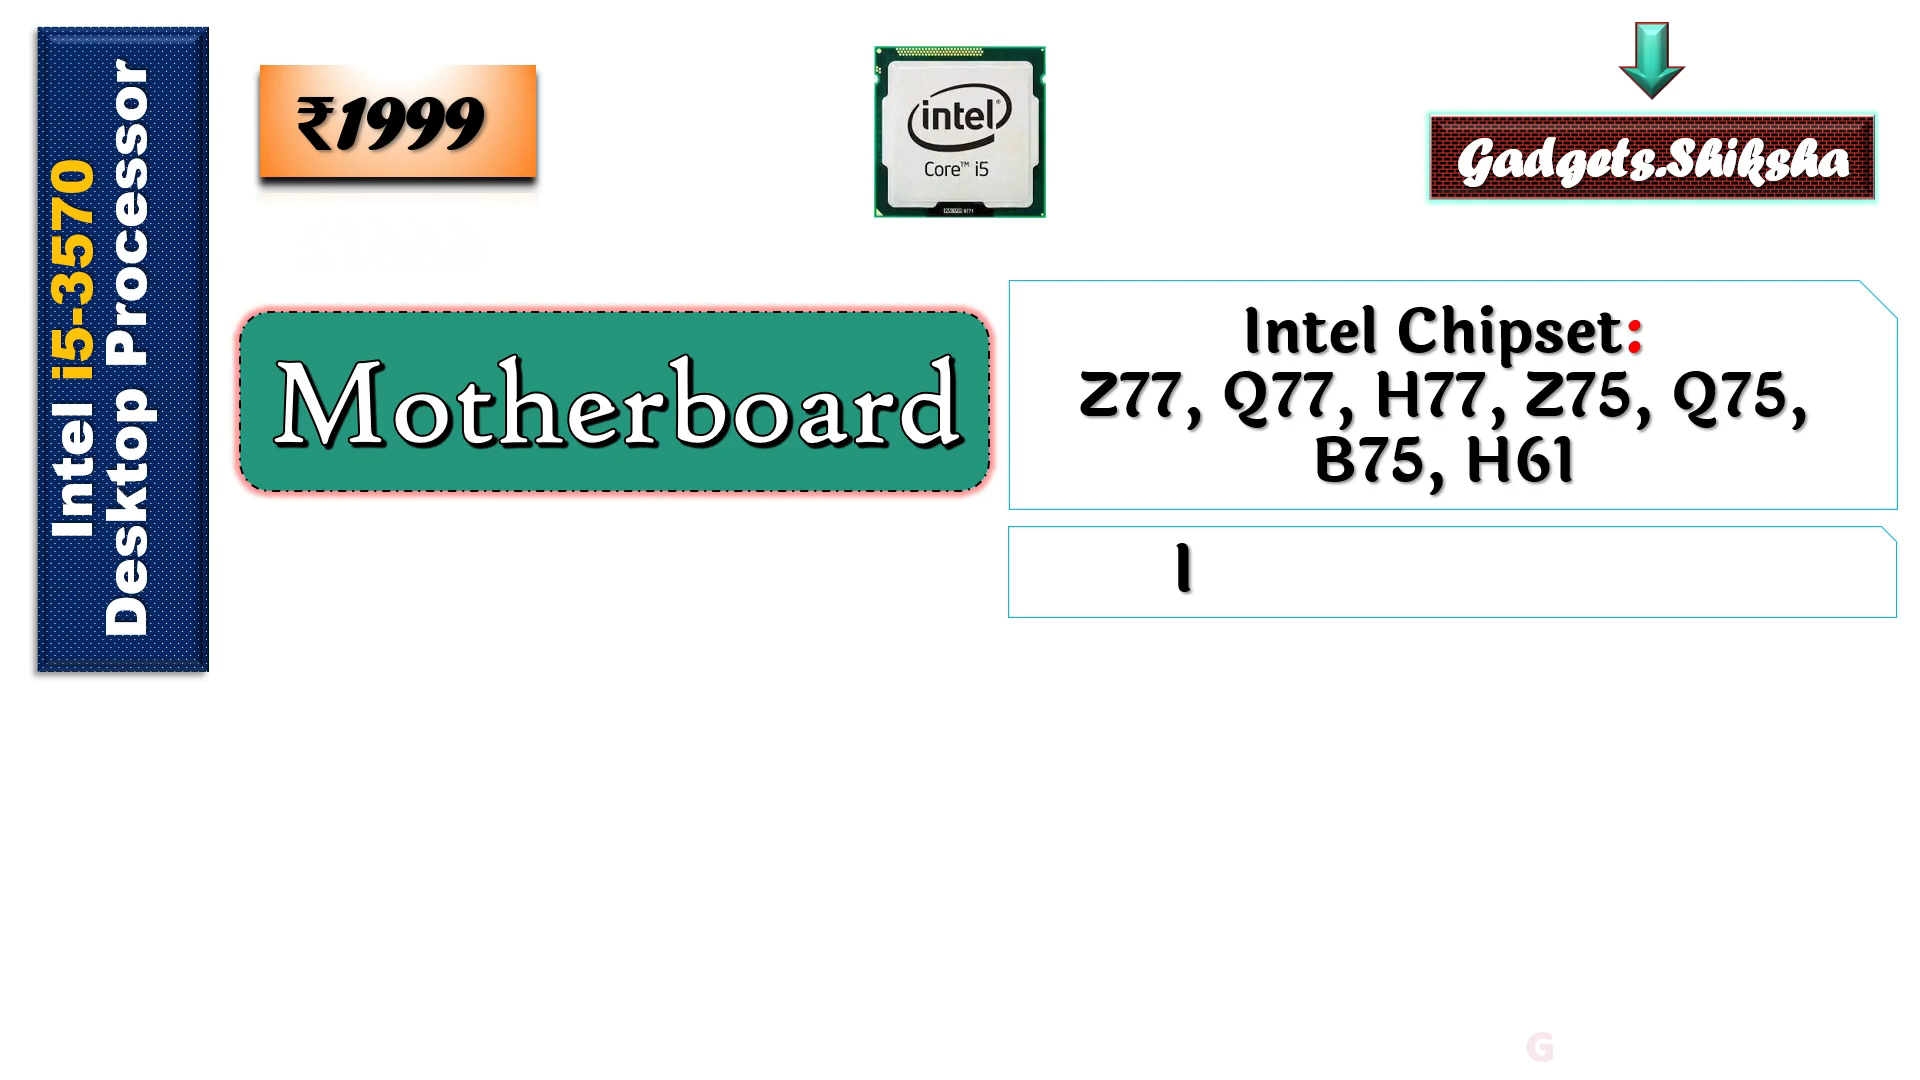 Intel i5-3570
Desktop Processor
₹1999
intel
Core™ i5
Gadgets.Shiksha
Motherboard
Intel Chipset:
Z77, Q77, H77, Z75, Q75,
B75, H61
I
G